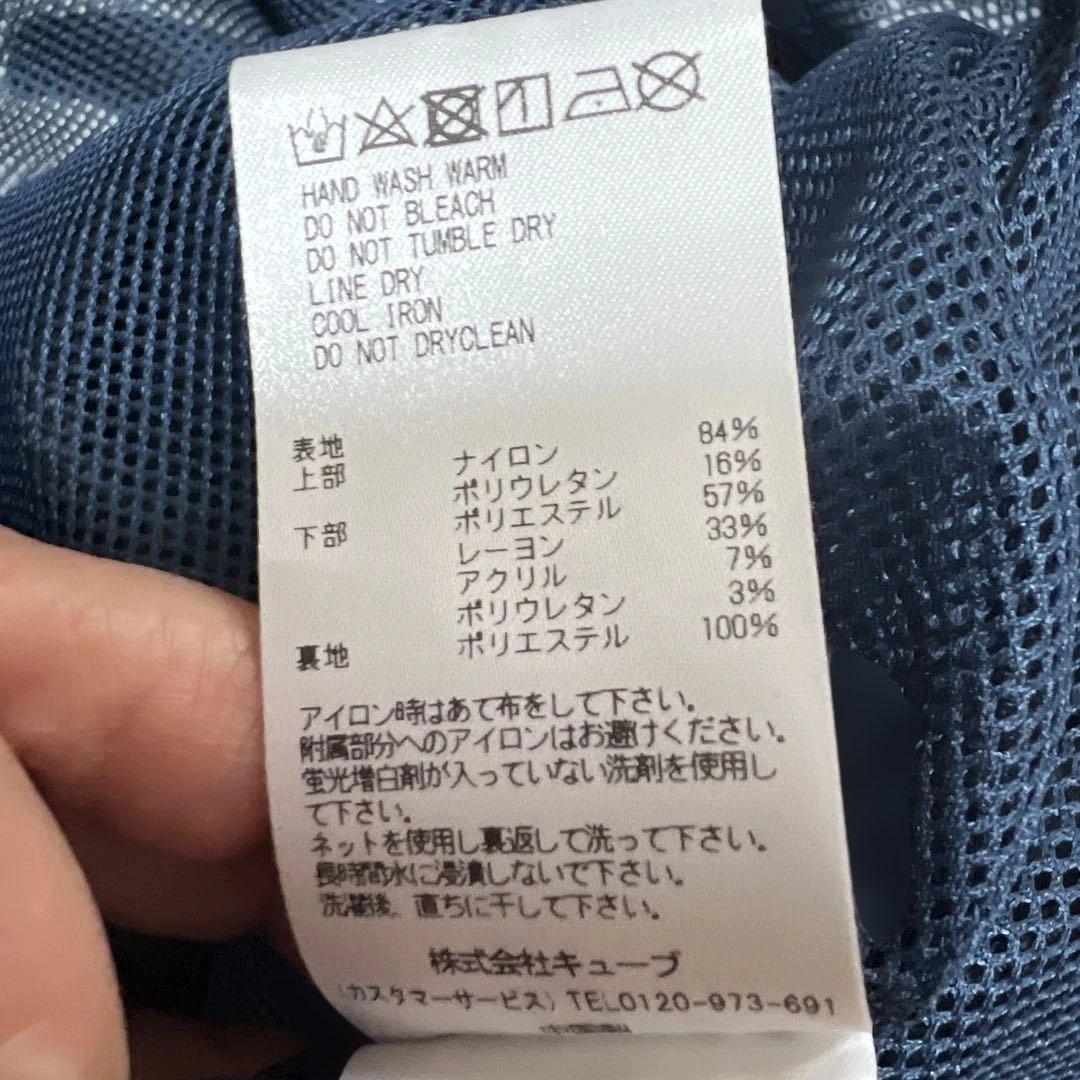 HAND WASH WARM
DO NOT BLEACH
DO NOT TUMBLE DRY
LINE DRY
COOL IRON
DO NOT DRYCLEAN
表地
上部 ナイロン 84%
ポリウレタン 16%
下部 ポリエステル 57%
レーヨン 33%
アクリル 7%
ポリウレタン 3%
裏地 ポリエステル 100%
アイロン時はあて布をして下さい。
附属部分へのアイロンはお避けください。
蛍光増白剤が入っていない洗剤を使用し
て下さい。
ネットを使用し裏返して洗って下さい。
長時間水に浸漬しないで下さい。
洗濯後、直ちに干して下さい。
株式会社キューブ
(カスタマーサービス) TEL0120-973-691